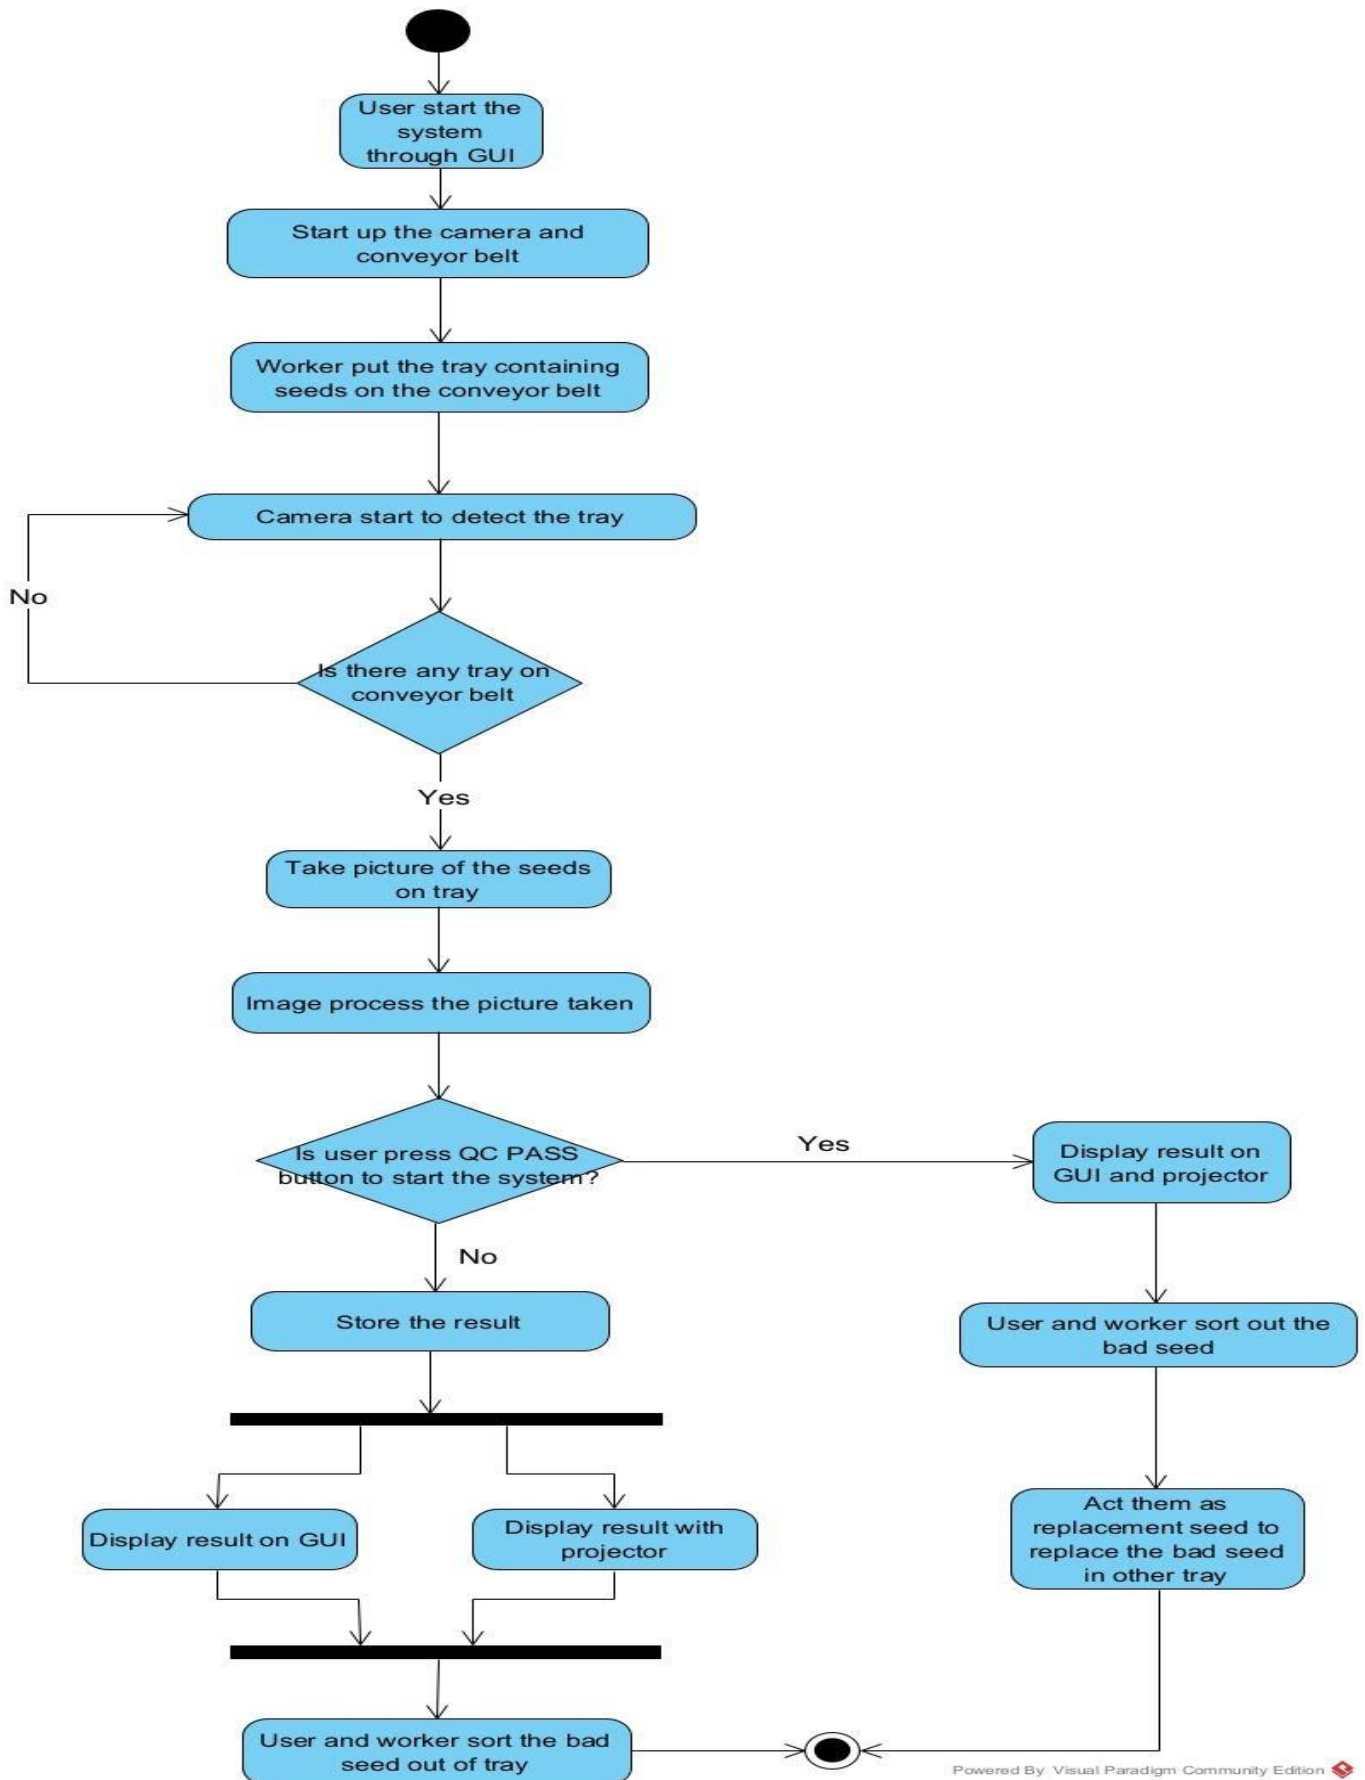 User start the
system
through GUI
Start up the camera and
conveyor belt
Worker put the tray containing
seeds on the conveyor belt
Camera start to detect the tray
No
Is there any tray on
conveyor belt
Yes
Take picture of the seeds
on tray
Image process the picture taken
Is user press QC PASS
button to start the system?
Yes
Display result on
GUI and projector
No
Store the result
User and worker sort out the
bad seed
Display result on GUI
Display result with
projector
Act them as
replacement seed to
replace the bad seed
in other tray
User and worker sort the bad
seed out of tray
Powered By Visual Paradigm Community Edition